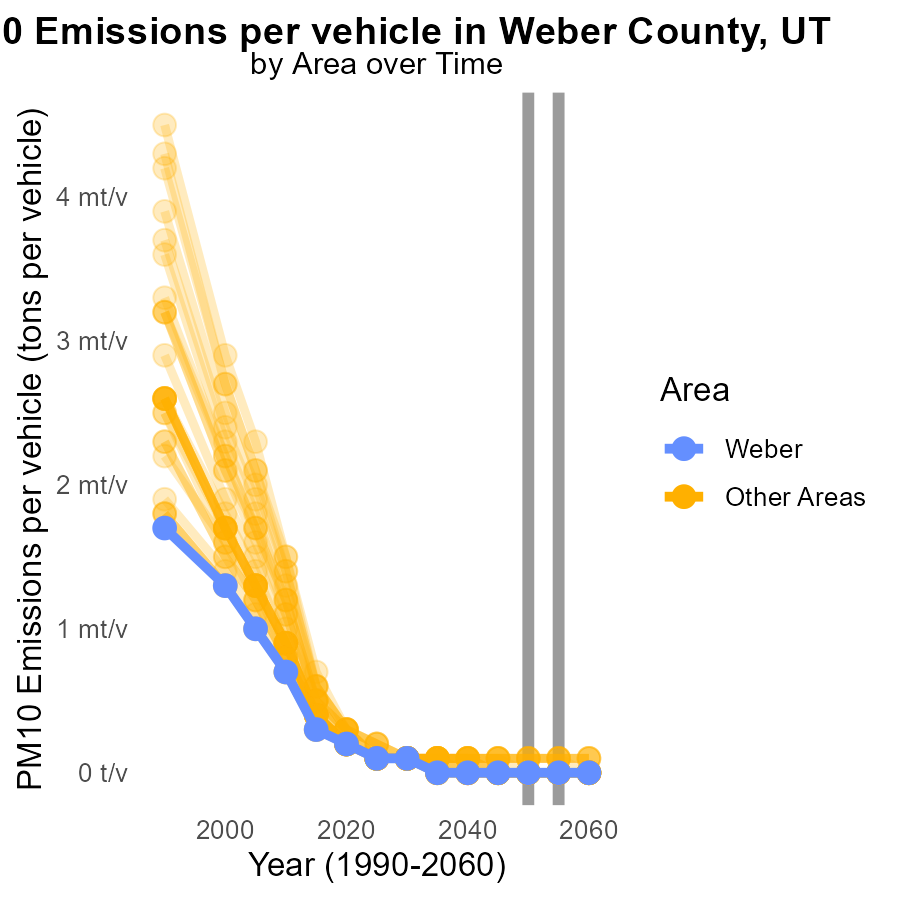 0 Emissions per vehicle in Weber County, UT
by Area over Time
PM10 Emissions per vehicle (tons per vehicle)
4 mt/v
3 mt/v
2 mt/v
1 mt/v
0 t/v
2000
2020
2040
2060
Year (1990-2060)
Area
Weber
Other Areas